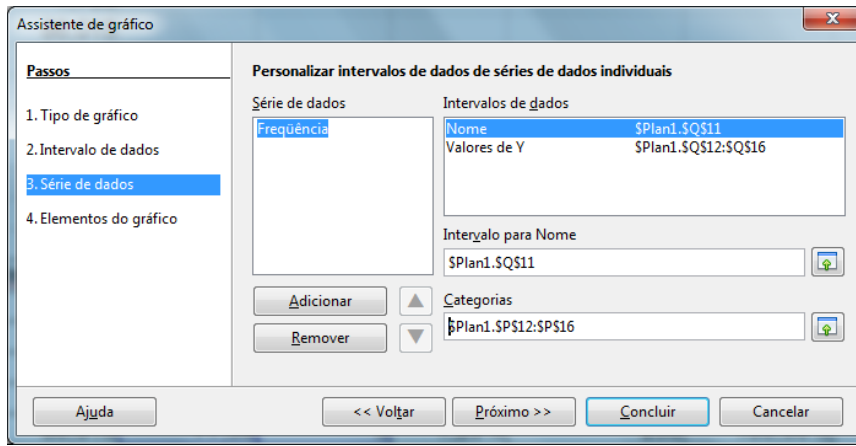 Assistente de gráfico
Passos
1. Tipo de gráfico
2. Intervalo de dados
3. Série de dados
4. Elementos do gráfico
Personalizar intervalos de dados de séries de dados individuais
Série de dados
Freqüência
Adicionar
Remover
Intervalos de dados
Nome $Plan1.$Q$11
Valores de Y $Plan1.$Q$12:$Q$16
Intervalo para Nome
$Plan1.$Q$11
Categorias
$Plan1.$P$12:$P$16
Ajuda
<< Voltar
Próximo >>
Concluir
Cancelar